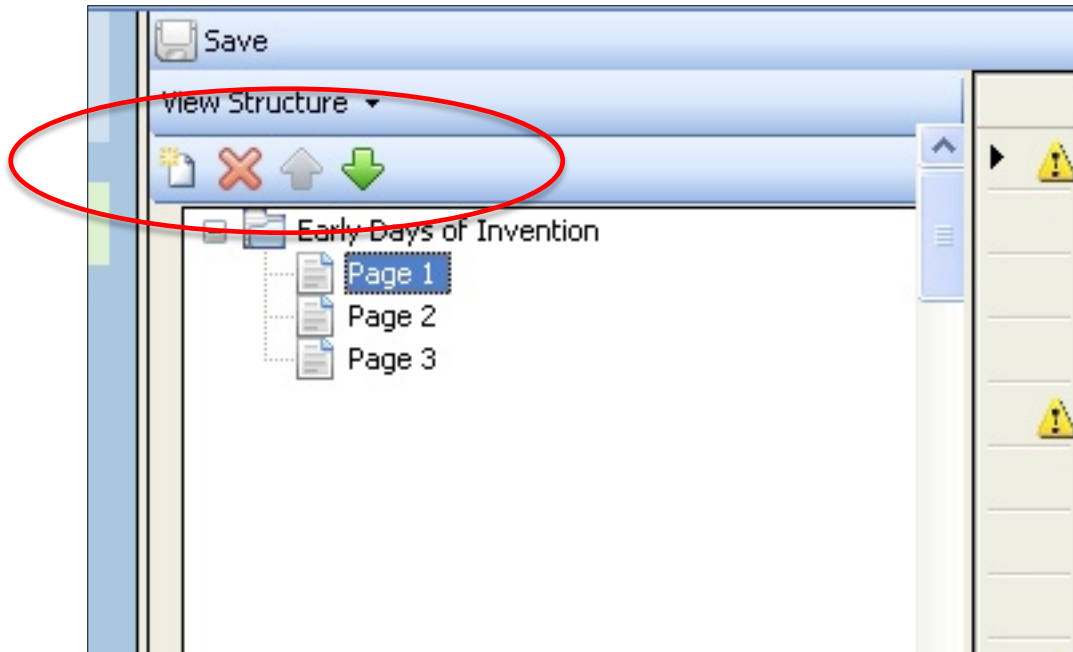 Save
View Structure
Early Days of Invention
Page 1
Page 2
Page 3